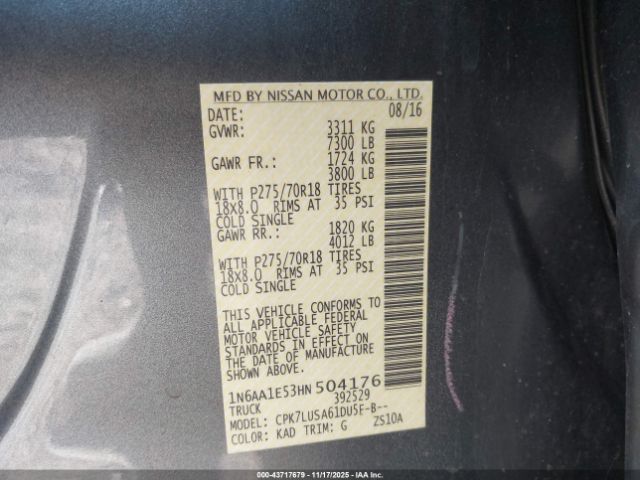 MFD BY NISSAN MOTOR CO., LTD.
DATE: 08/16
GVWR: 3311 KG
7300 LB
GAWR FR.: 1724 KG
3800 LB
WITH P275/70R18 TIRES
18X8.0 RIMS AT 35 PSI
COLD SINGLE
GAWR RR.: 1820 KG
4012 LB
WITH P275/70R18 TIRES
18X8.0 RIMS AT 35 PSI
COLD SINGLE
THIS VEHICLE CONFORMS TO
ALL APPLICABLE FEDERAL
MOTOR VEHICLE SAFETY
STANDARDS IN EFFECT ON
THE DATE OF MANUFACTURE
SHOWN ABOVE.
1N6AA1E53HN504176
TRUCK 392529
MODEL: CPK7LUSA61DU5F-B--
COLOR: KAD TRIM: G ZS10A
00-43717679 - 11/17/2025 - IAAI.com